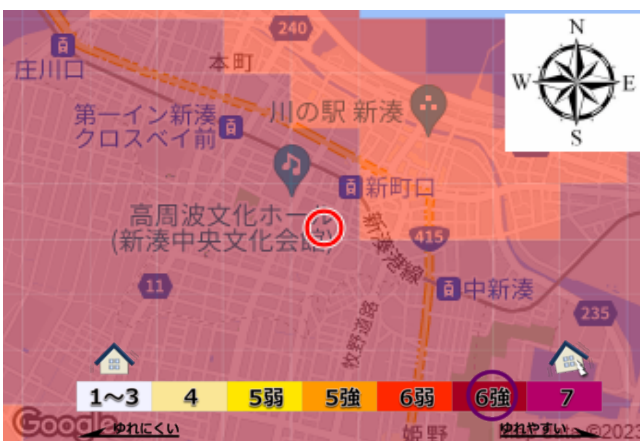 240
N
W E
S
庄川口
本町
第一イン新湊
クロスベイ前
川の駅 新湊
新町口
高周波文化ホール
(新湊中央文化会館)
新湊港線
415
11
中新湊
235
牧野道路
1～3 4 5弱 5強 6弱 6強 7
Google
ゆれにくい
ゆれやすい
姫野
©2023